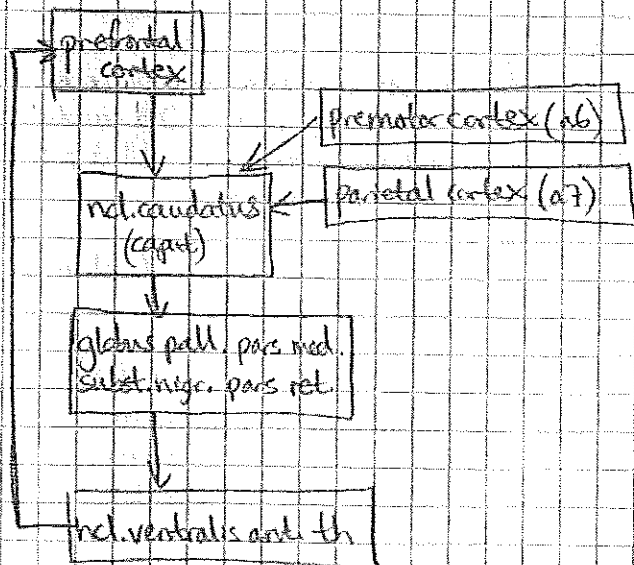 prefrontal
cortex
premotor cortex (a6)
parietal cortex (a7)
ncl. caudatus
(caput)
globus pall. pars med.
subst. nigr. pars ret.
ncl. ventralis ant. th